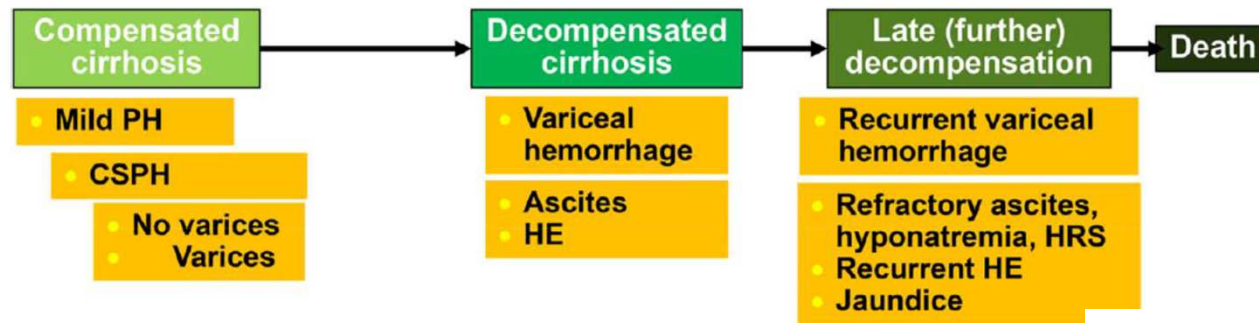 Compensated
cirrhosis
Decompensated
cirrhosis
Late (further)
decompensation
Death
• Mild PH
• CSPH
• No varices
• Varices
• Variceal
hemorrhage
• Ascites
• HE
• Recurrent variceal
hemorrhage
• Refractory ascites,
hyponatremia, HRS
• Recurrent HE
• Jaundice